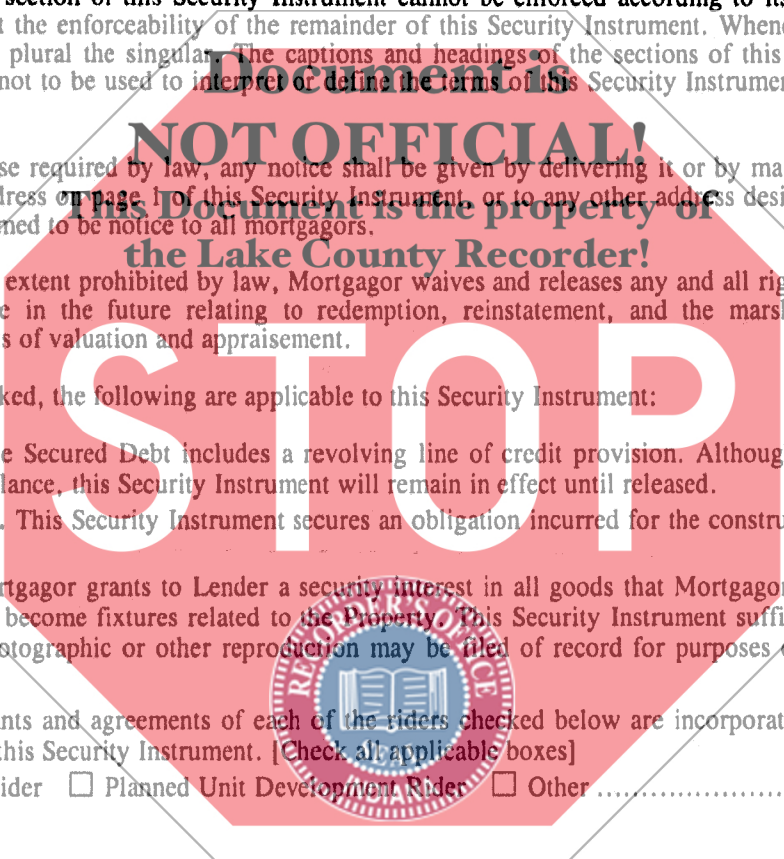 section of this Security Instrument cannot be enforced according to its
t the enforceability of the remainder of this Security Instrument. Whene
plural the singular. The captions and headings of the sections of this
not to be used to interpret or define the terms of this Security Instrumen
Document is
NOT OFFICIAL!
This Document is the property of
the Lake County Recorder!
se required by law, any notice shall be given by delivering it or by mai
dress on page 1 of this Security Instrument, or to any other address desi
med to be notice to all mortgagors.
extent prohibited by law, Mortgagor waives and releases any and all rig
e in the future relating to redemption, reinstatement, and the marsh
s of valuation and appraisement.
STOP
ked, the following are applicable to this Security Instrument:
e Secured Debt includes a revolving line of credit provision. Althoug
lance, this Security Instrument will remain in effect until released.
. This Security Instrument secures an obligation incurred for the constru
rtgagor grants to Lender a security interest in all goods that Mortgagor
become fixtures related to the Property. This Security Instrument suffi
otographic or other reproduction may be filed of record for purposes o
RECORDER'S OFFICE
INDIANA
nts and agreements of each of the riders checked below are incorporat
this Security Instrument. [Check all applicable boxes]
ider ☐ Planned Unit Development Rider ☐ Other ........................